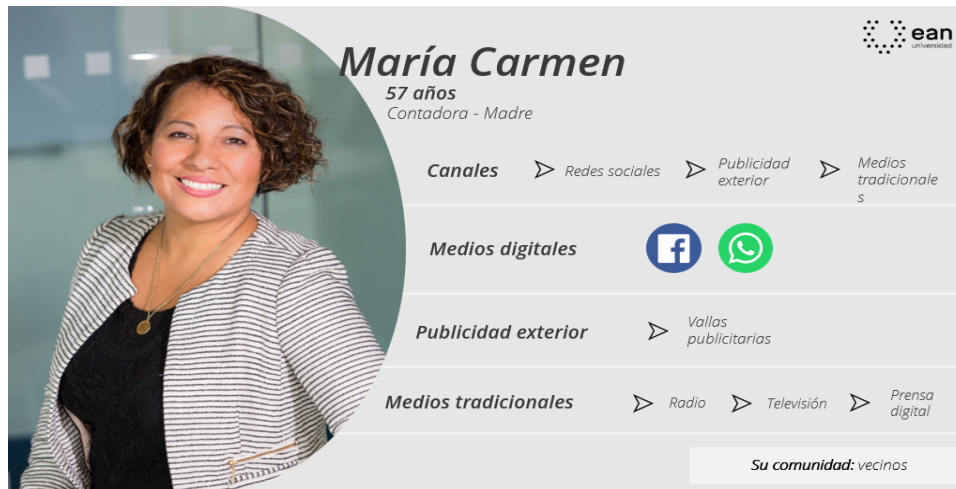 ean
universidad
María Carmen
57 años
Contadora - Madre
Canales
Redes sociales
Publicidad
exterior
Medios
tradicionale
s
Medios digitales
Publicidad exterior
Vallas
publicitarias
Medios tradicionales
Radio
Televisión
Prensa
digital
Su comunidad: vecinos